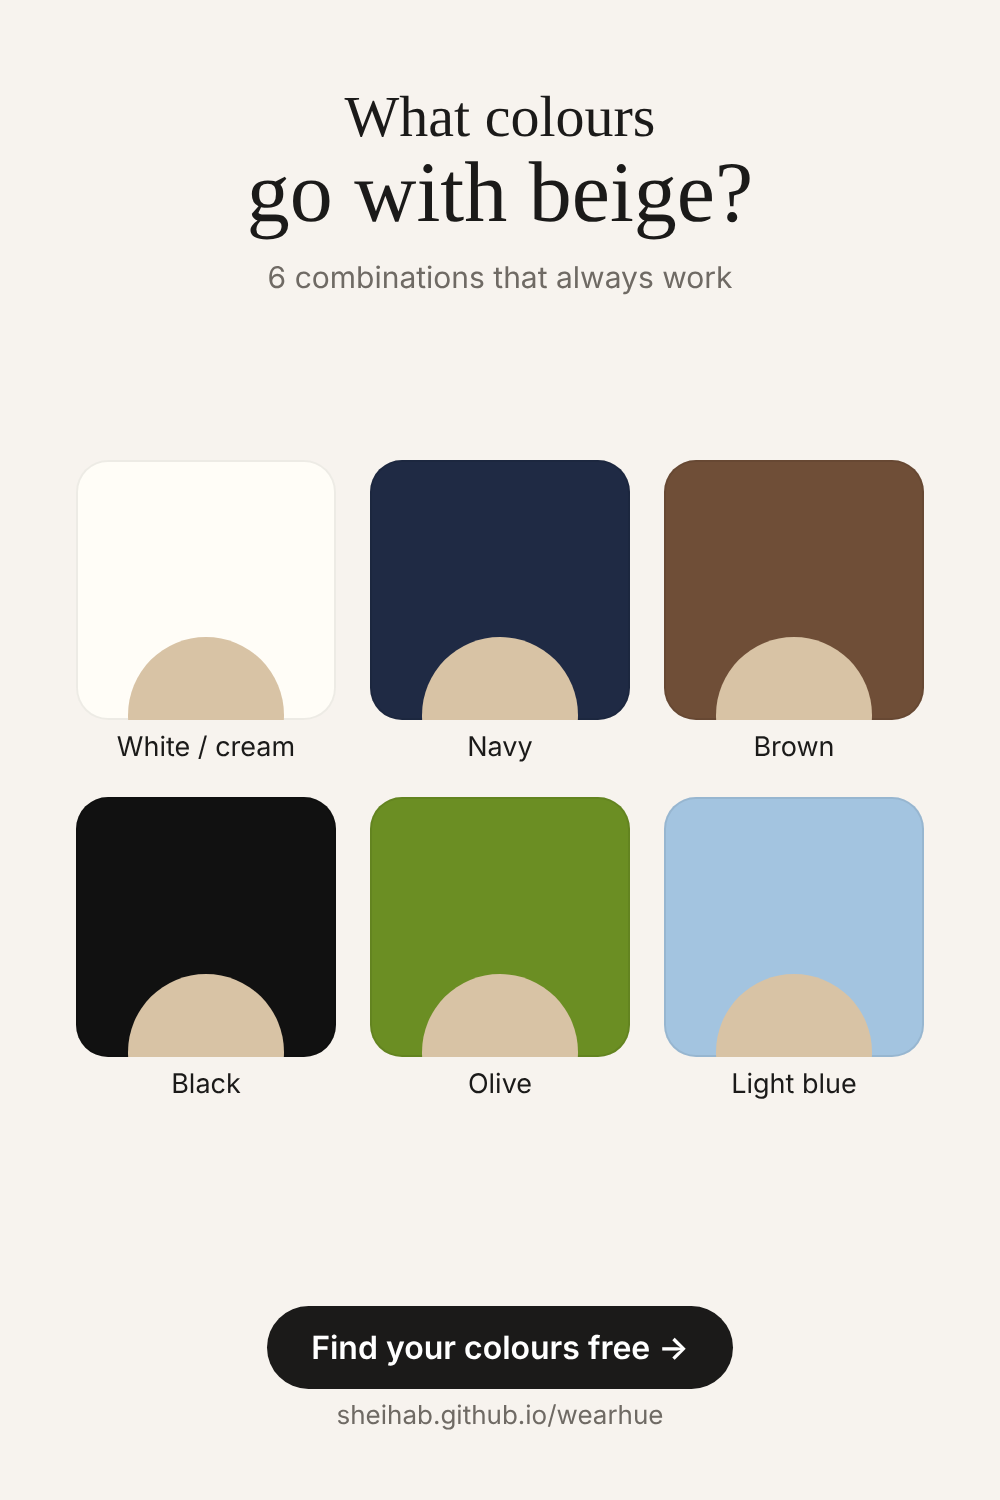 What colours
go with beige?
6 combinations that always work
White / cream
Navy
Brown
Black
Olive
Light blue
Find your colours free →
sheihab.github.io/wearhue